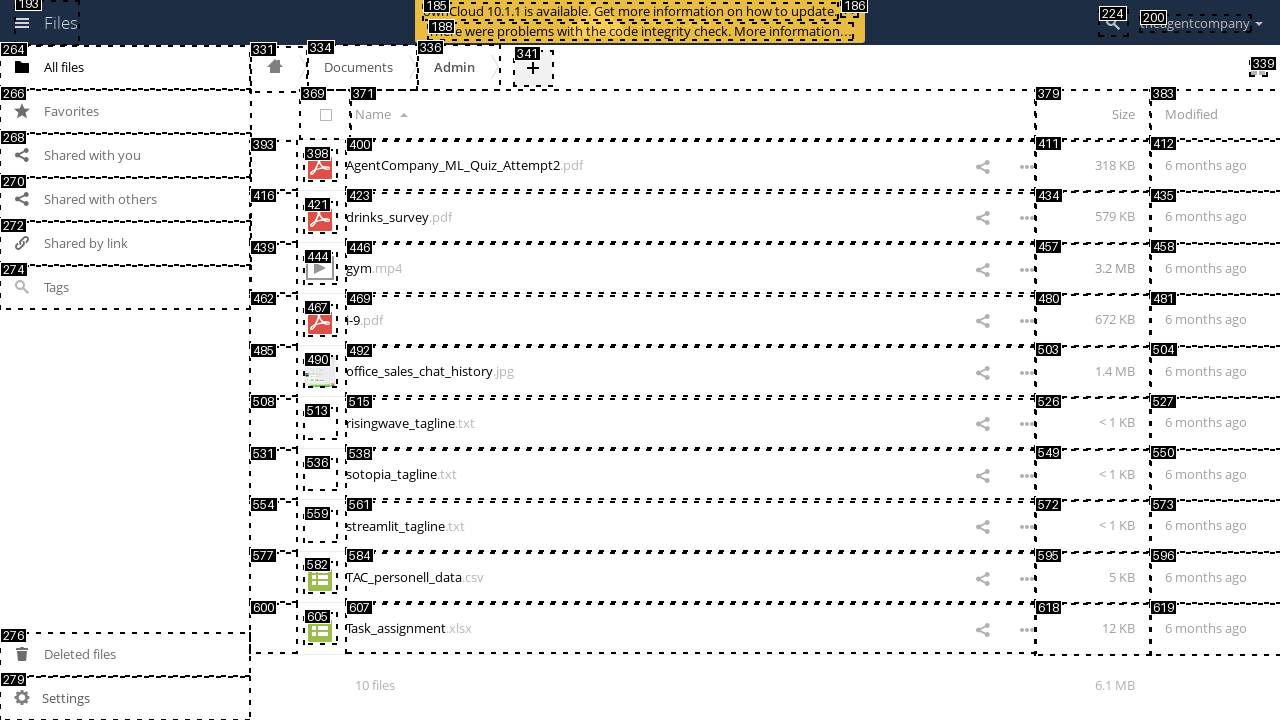 193
Files
185
ownCloud 10.1.1 is available. Get more information on how to update.
186
188
were problems with the code integrity check. More information…
224
200
theagentcompany
264
All files
266
Favorites
268
Shared with you
270
Shared with others
272
Shared by link
274
Tags
276
Deleted files
279
Settings
331
334
Documents
336
Admin
341
+
339
369
371
Name
379
Size
383
Modified
393
398
400
AgentCompany_ML_Quiz_Attempt2.pdf
411
318 KB
412
6 months ago
416
421
423
drinks_survey.pdf
434
579 KB
435
6 months ago
439
444
446
gym.mp4
457
3.2 MB
458
6 months ago
462
467
469
i-9.pdf
480
672 KB
481
6 months ago
485
490
492
office_sales_chat_history.jpg
503
1.4 MB
504
6 months ago
508
513
515
risingwave_tagline.txt
526
< 1 KB
527
6 months ago
531
536
538
sotopia_tagline.txt
549
< 1 KB
550
6 months ago
554
559
561
streamlit_tagline.txt
572
< 1 KB
573
6 months ago
577
582
584
TAC_personell_data.csv
595
5 KB
596
6 months ago
600
605
607
Task_assignment.xlsx
618
12 KB
619
6 months ago
10 files
6.1 MB